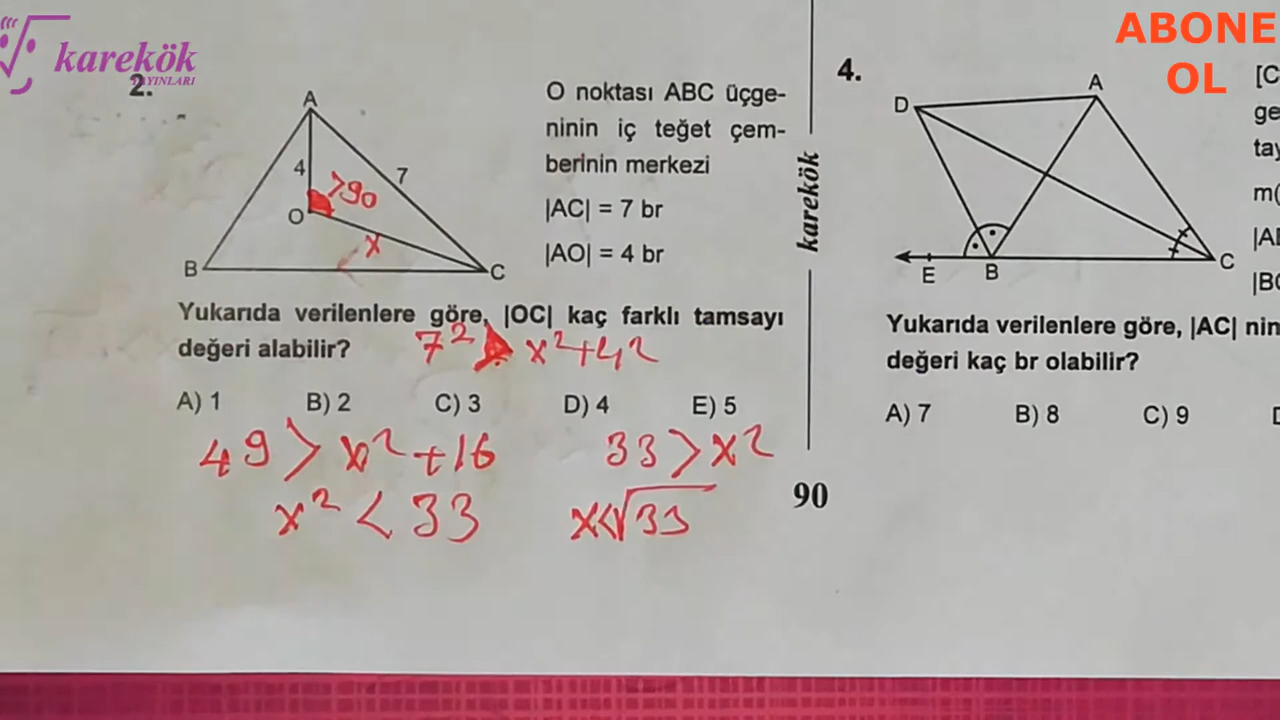 karekök
YAYINLARI
ABONE
OL
2.
A
4
7
>90
O
x
B
C
O noktası ABC üçge-
ninin iç teğet çem-
berinin merkezi
|AC| = 7 br
|AO| = 4 br
Yukarıda verilenlere göre, |OC| kaç farklı tamsayı
değeri alabilir?
7² > x²+4²
A) 1 B) 2 C) 3 D) 4 E) 5
49 > x²+16
33 > x²
x² < 33
x<√33
karekök
90
4.
D
A
E
B
C
[C
ge
tay
m(
|A
|BC
Yukarıda verilenlere göre, |AC| nin
değeri kaç br olabilir?
A) 7 B) 8 C) 9